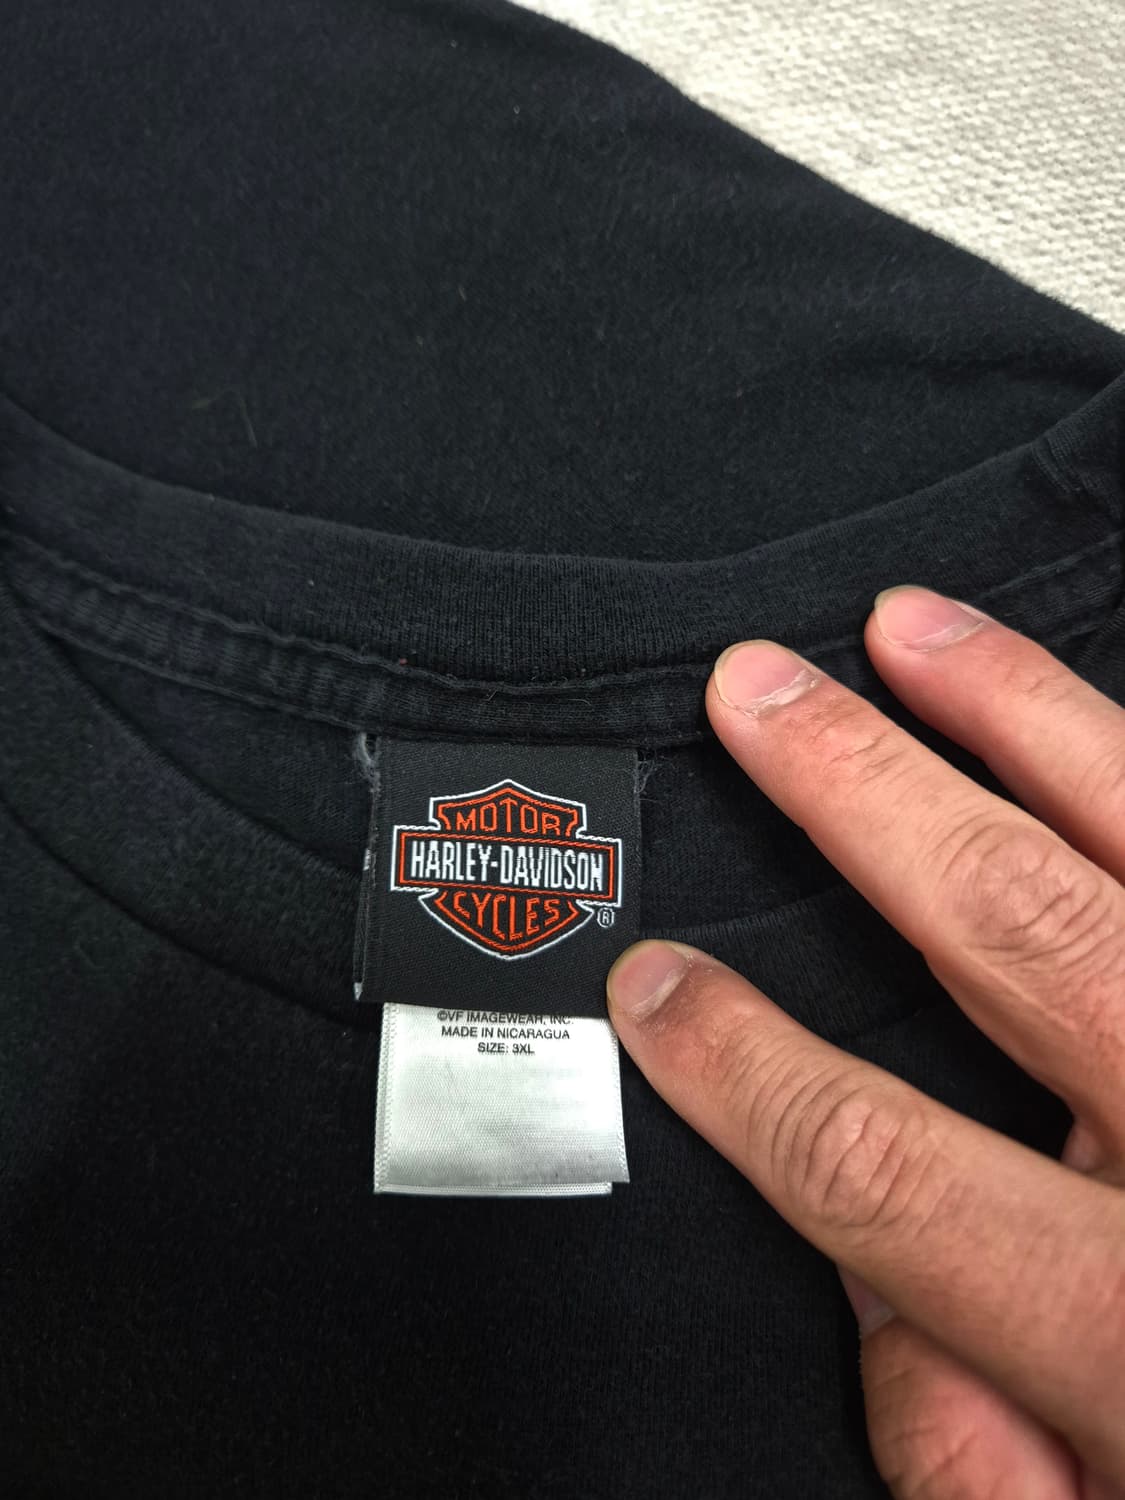 MOTOR
HARLEY-DAVIDSON
CYCLES
®
©VF IMAGEWEAR, INC.
MADE IN NICARAGUA
SIZE: 3XL